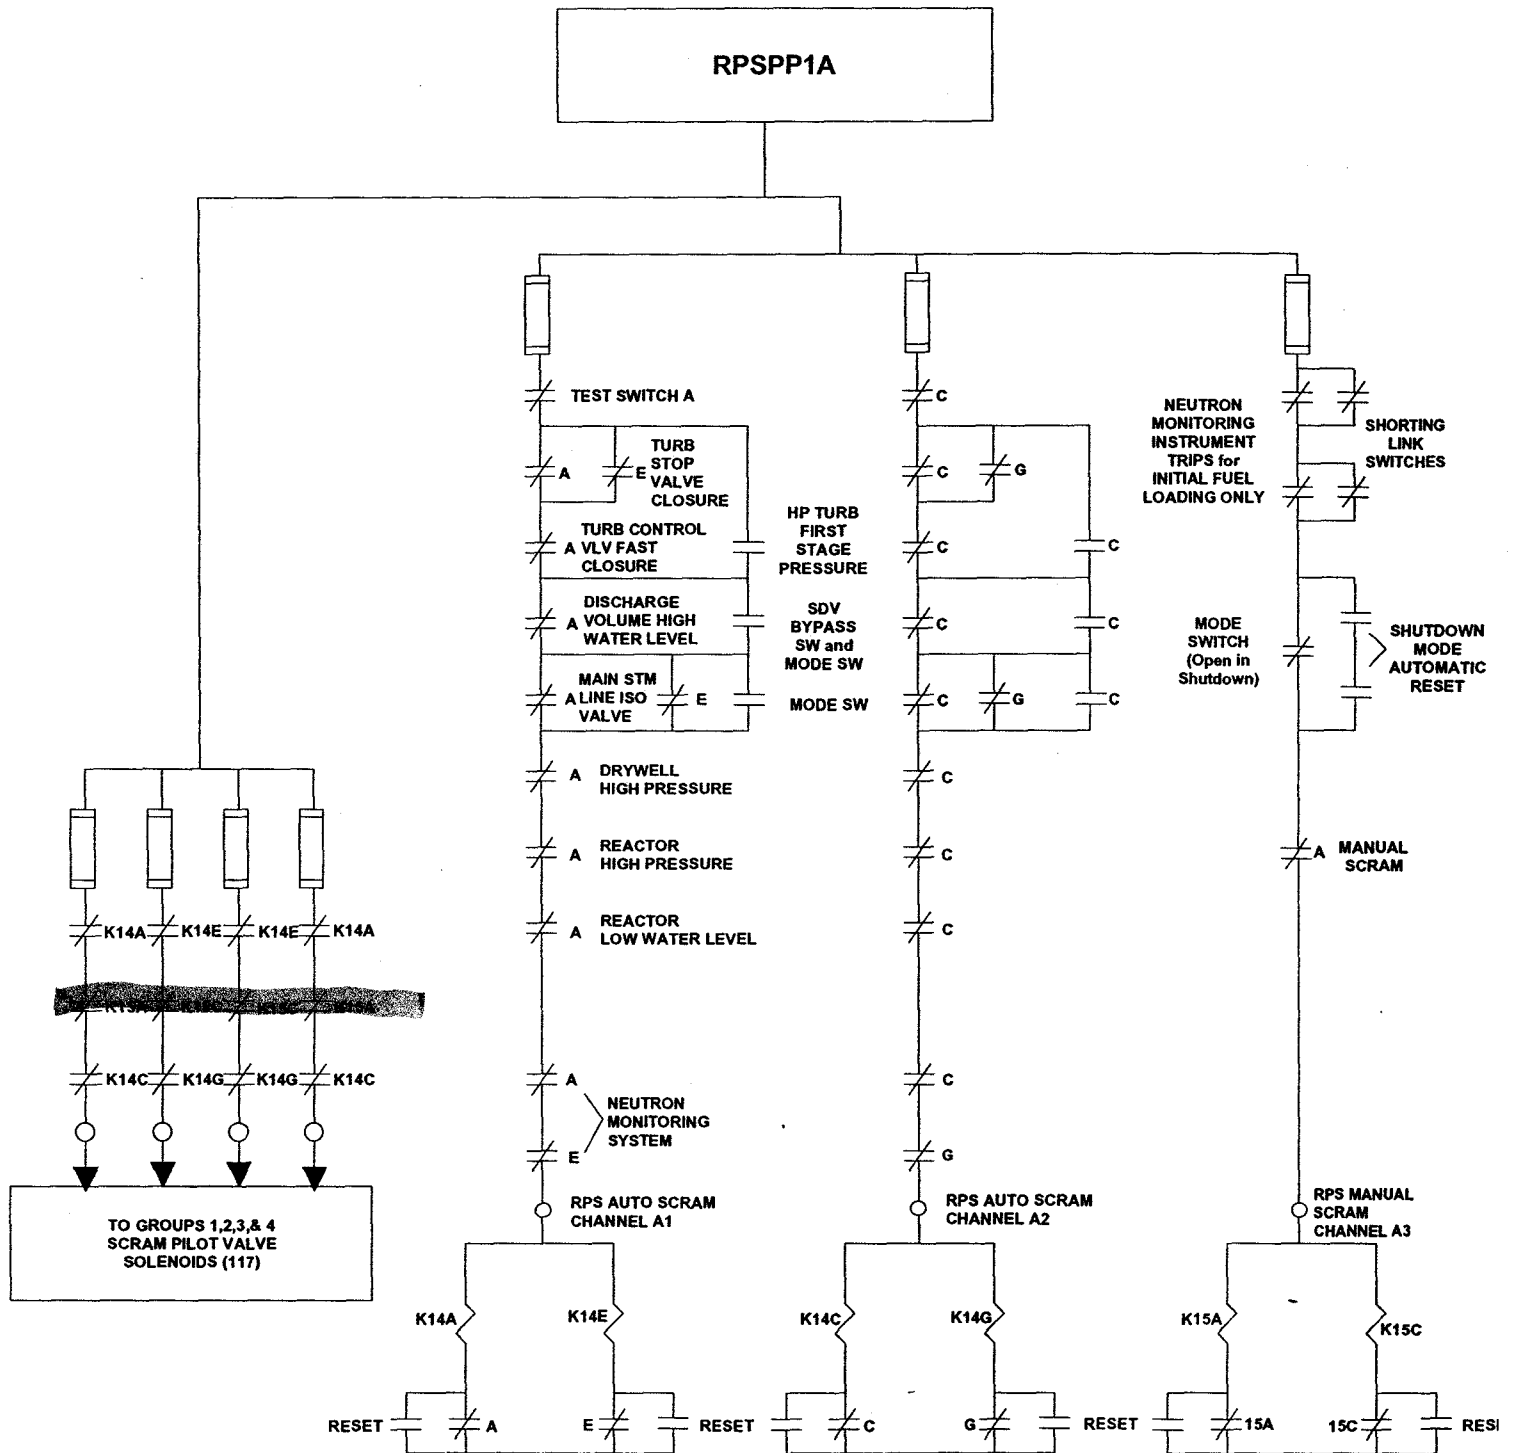 RPSPP1A
TEST SWITCH A
C
A
E
TURB
STOP
VALVE
CLOSURE
C
G
NEUTRON
MONITORING
INSTRUMENT
TRIPS for
INITIAL FUEL
LOADING ONLY
SHORTING
LINK
SWITCHES
A
TURB CONTROL
VLV FAST
CLOSURE
HP TURB
FIRST
STAGE
PRESSURE
C
C
A
DISCHARGE
VOLUME HIGH
WATER LEVEL
SDV
BYPASS
SW and
MODE SW
C
C
MODE
SWITCH
(Open in
Shutdown)
SHUTDOWN
MODE
AUTOMATIC
RESET
A
MAIN STM
LINE ISO
VALVE
E
MODE SW
C
G
C
A
DRYWELL
HIGH PRESSURE
C
A
REACTOR
HIGH PRESSURE
C
A
MANUAL
SCRAM
K14A
K14E
K14E
K14A
A
REACTOR
LOW WATER LEVEL
C
K15A
K15A
K14C
K14G
K14G
K14C
A
C
NEUTRON
MONITORING
SYSTEM
E
G
TO GROUPS 1,2,3,& 4
SCRAM PILOT VALVE
SOLENOIDS (117)
RPS AUTO SCRAM
CHANNEL A1
RPS AUTO SCRAM
CHANNEL A2
RPS MANUAL
SCRAM
CHANNEL A3
K14A
K14E
K14C
K14G
K15A
K15C
RESET
A
E
RESET
C
G
RESET
15A
15C
RESI